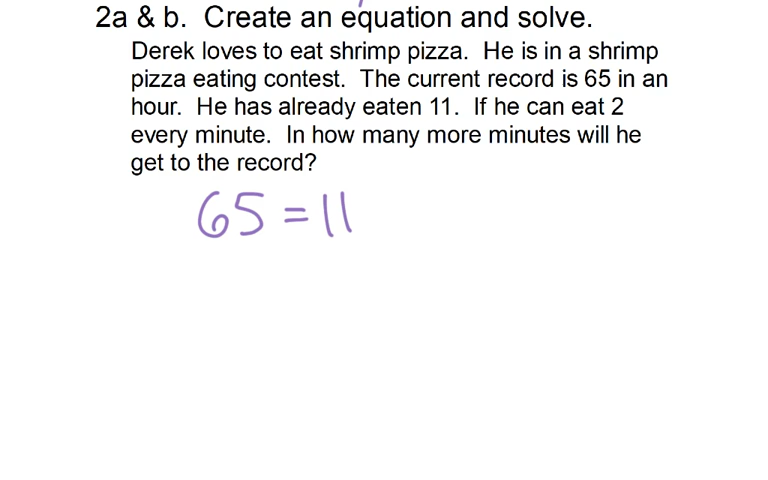 2a & b. Create an equation and solve.
Derek loves to eat shrimp pizza. He is in a shrimp
pizza eating contest. The current record is 65 in an
hour. He has already eaten 11. If he can eat 2
every minute. In how many more minutes will he
get to the record?
65 = 11